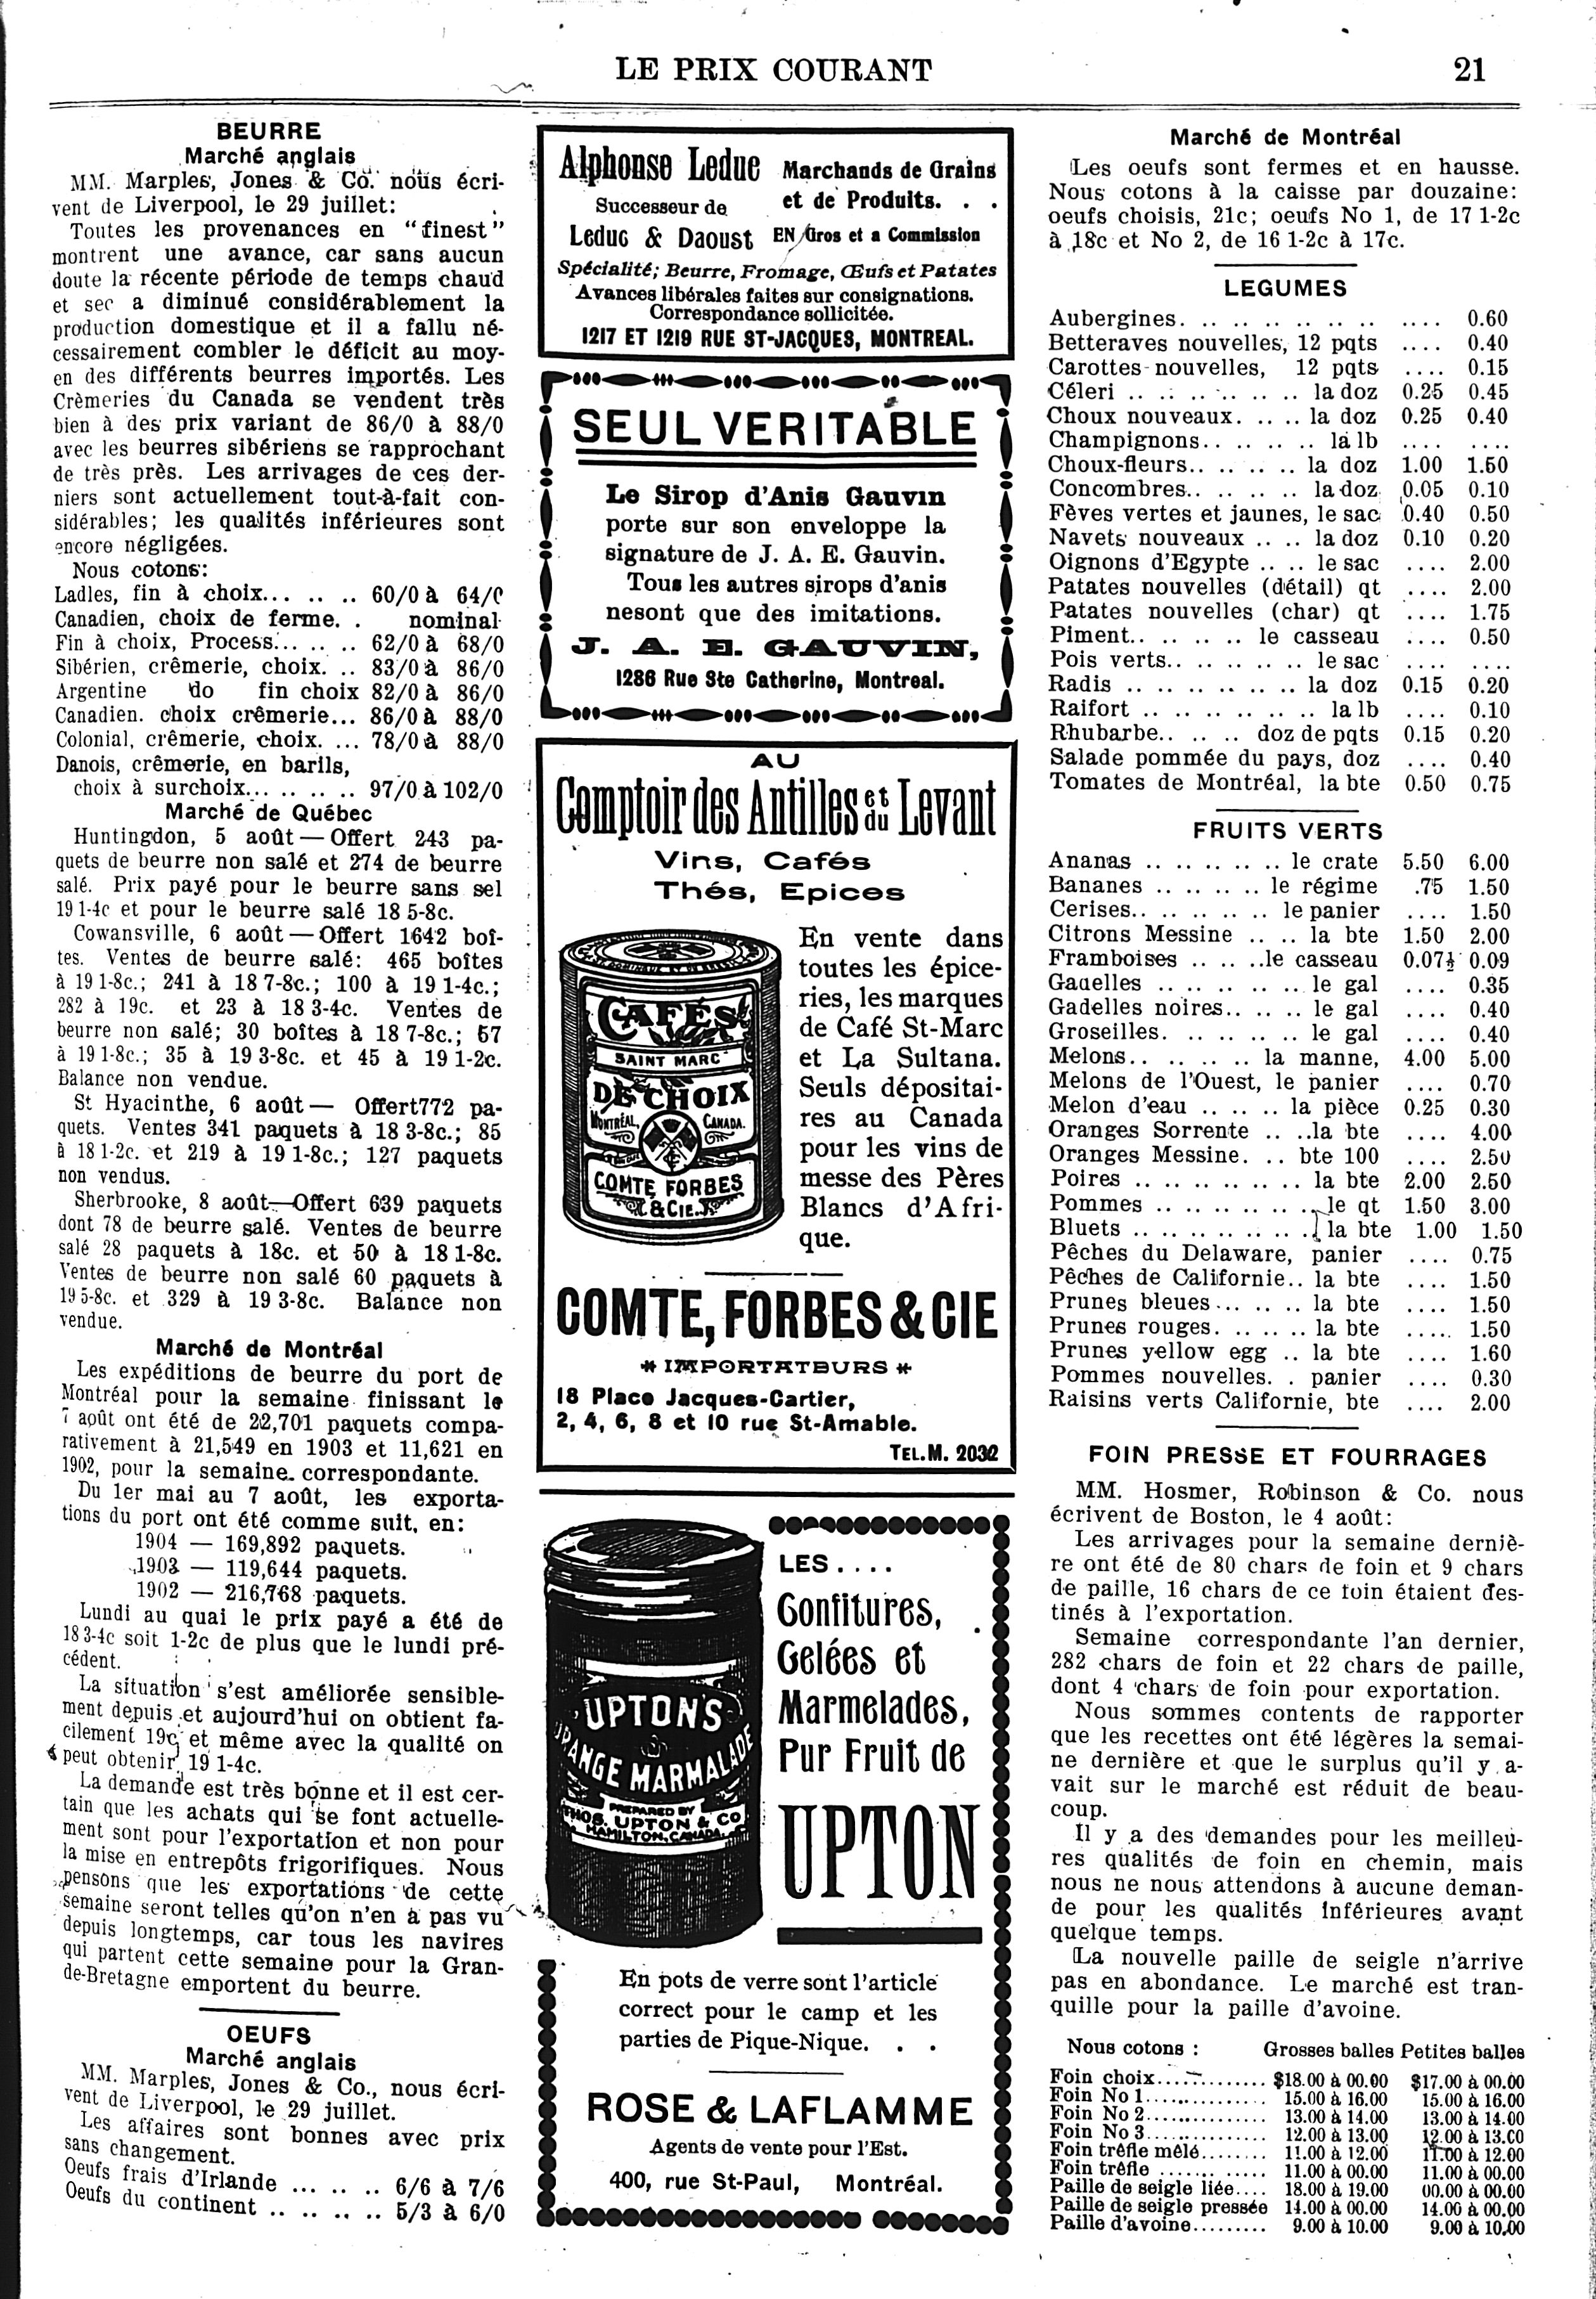 LE PRIX COURANT
21
BEURRE
Marché anglais
MM. Marples, Jones & Co. nous écri-
vent de Liverpool, le 29 juillet:
Toutes les provenances en "finest"
montrent une avance, car sans aucun
doute la récente période de temps chaud
et sec a diminué considérablement la
production domestique et il a fallu né-
cessairement combler le déficit au moy-
en des différents beurres importés. Les
Crèmeries du Canada se vendent très
bien à des prix variant de 86/0 à 88/0
avec les beurres sibériens se rapprochant
de très près. Les arrivages de ces der-
niers sont actuellement tout-à-fait con-
sidérables; les qualités inférieures sont
encore négligées.
Nous cotons:
Ladles, fin à choix... .. .. 60/0 à 64/0
Canadien, choix de ferme. . nominal
Fin à choix, Process... .. .. 62/0 à 68/0
Sibérien, crêmerie, choix. .. 83/0 à 86/0
Argentine do fin choix 82/0 à 86/0
Canadien. choix crêmerie... 86/0 à 88/0
Colonial, crêmerie, choix. ... 78/0 à 88/0
Danois, crêmerie, en barils,
choix à surchoix... .. .. .. 97/0 à 102/0
Marché de Québec
Huntingdon, 5 août — Offert 243 pa-
quets de beurre non salé et 274 de beurre
salé. Prix payé pour le beurre sans sel
19 1-4c et pour le beurre salé 18 5-8c.
Cowansville, 6 août — Offert 1642 boî-
tes. Ventes de beurre salé: 465 boîtes
à 19 1-8c.; 241 à 18 7-8c.; 100 à 19 1-4c.;
282 à 19c. et 23 à 18 3-4c. Ventes de
beurre non salé; 30 boîtes à 18 7-8c.; 57
à 19 1-8c.; 35 à 19 3-8c. et 45 à 19 1-2c.
Balance non vendue.
St Hyacinthe, 6 août — Offert 772 pa-
quets. Ventes 341 paquets à 18 3-8c.; 85
à 18 1-2c. et 219 à 19 1-8c.; 127 paquets
non vendus.
Sherbrooke, 8 août—Offert 639 paquets
dont 78 de beurre salé. Ventes de beurre
salé 28 paquets à 18c. et 50 à 18 1-8c.
Ventes de beurre non salé 60 paquets à
19 5-8c. et 329 à 19 3-8c. Balance non
vendue.
Marché de Montréal
Les expéditions de beurre du port de
Montréal pour la semaine finissant le
7 août ont été de 22,701 paquets compa-
rativement à 21,549 en 1903 et 11,621 en
1902, pour la semaine correspondante.
Du 1er mai au 7 août, les exporta-
tions du port ont été comme suit, en:
1904 — 169,892 paquets.
1903 — 119,644 paquets.
1902 — 216,768 paquets.
Lundi au quai le prix payé a été de
18 3-4c soit 1-2c de plus que le lundi pré-
cédent.
La situation s'est améliorée sensible-
ment depuis et aujourd'hui on obtient fa-
cilement 19c et même avec la qualité on
peut obtenir 19 1-4c.
La demande est très bonne et il est cer-
tain que les achats qui se font actuelle-
ment sont pour l'exportation et non pour
la mise en entrepôts frigorifiques. Nous
pensons que les exportations de cette
semaine seront telles qu'on n'en a pas vu
depuis longtemps, car tous les navires
qui partent cette semaine pour la Gran-
de-Bretagne emportent du beurre.
OEUFS
Marché anglais
MM. Marples, Jones & Co., nous écri-
vent de Liverpool, le 29 juillet.
Les affaires sont bonnes avec prix
sans changement.
Oeufs frais d'Irlande ... .. .. 6/6 à 7/6
Oeufs du continent .. .. .. .. 5/3 à 6/0
Alphonse Leduc Marchands de Grains
Successeur de et de Produits. . .
Leduc & Daoust EN Gros et a Commission
Spécialité; Beurre, Fromage, Œufs et Patates
Avances libérales faites sur consignations.
Correspondance sollicitée.
1217 ET 1219 RUE ST-JACQUES, MONTREAL.
SEUL VERITABLE
Le Sirop d'Anis Gauvin
porte sur son enveloppe la
signature de J. A. E. Gauvin.
Tous les autres sirops d'anis
nesont que des imitations.
J. A. E. GAUVIN,
1286 Rue Ste Catherine, Montreal.
AU
Comptoir des Antilles et du Levant
Vins, Cafés
Thés, Epices
CAFÉS
SAINT MARC
DE CHOIX
MONTRÉAL, CANADA.
COMTE, FORBES
& CIE.
En vente dans
toutes les épice-
ries, les marques
de Café St-Marc
et La Sultana.
Seuls dépositai-
res au Canada
pour les vins de
messe des Pères
Blancs d'Afri-
que.
COMTE, FORBES & CIE
* IMPORTATEURS *
18 Place Jacques-Cartier,
2, 4, 6, 8 et 10 rue St-Amable.
TEL. M. 2032
UPTON'S
ORANGE MARMALADE
PREPARED BY
THOS. UPTON & CO
HAMILTON, CANADA.
LES ....
Confitures,
Gelées et
Marmelades,
Pur Fruit de
UPTON
En pots de verre sont l'article
correct pour le camp et les
parties de Pique-Nique. . .
ROSE & LAFLAMME
Agents de vente pour l'Est.
400, rue St-Paul, Montréal.
Marché de Montréal
Les oeufs sont fermes et en hausse.
Nous cotons à la caisse par douzaine:
oeufs choisis, 21c; oeufs No 1, de 17 1-2c
à 18c et No 2, de 16 1-2c à 17c.
LEGUMES
Aubergines. .. .. .. .. .. .. .... 0.60
Betteraves nouvelles, 12 pqts .... 0.40
Carottes nouvelles, 12 pqts .... 0.15
Céleri .. .. .. .. .. .. la doz 0.25 0.45
Choux nouveaux. .. .. la doz 0.25 0.40
Champignons.. .. .. .. la lb .... ....
Choux-fleurs.. .. .. .. la doz 1.00 1.50
Concombres.. .. .. .. la doz 0.05 0.10
Fèves vertes et jaunes, le sac 0.40 0.50
Navets nouveaux .. .. la doz 0.10 0.20
Oignons d'Egypte .. .. le sac .... 2.00
Patates nouvelles (détail) qt .... 2.00
Patates nouvelles (char) qt .... 1.75
Piment.. .. .. .. le casseau .... 0.50
Pois verts.. .. .. .. .. le sac .... ....
Radis .. .. .. .. .. .. la doz 0.15 0.20
Raifort .. .. .. .. .. .. la lb .... 0.10
Rhubarbe.. .. .. doz de pqts 0.15 0.20
Salade pommée du pays, doz .... 0.40
Tomates de Montréal, la bte 0.50 0.75
FRUITS VERTS
Ananas .. .. .. .. .. le crate 5.50 6.00
Bananes .. .. .. .. le régime .75 1.50
Cerises.. .. .. .. .. le panier .... 1.50
Citrons Messine .. .. la bte 1.50 2.00
Framboises .. .. ..le casseau 0.07½ 0.09
Gadelles .. .. .. .. .. le gal .... 0.35
Gadelles noires.. .. .. le gal .... 0.40
Groseilles. .. .. .. .. le gal .... 0.40
Melons.. .. .. .. la manne, 4.00 5.00
Melons de l'Ouest, le panier .... 0.70
Melon d'eau .. .. .. la pièce 0.25 0.30
Oranges Sorrente .. ..la bte .... 4.00
Oranges Messine. .. bte 100 .... 2.50
Poires .. .. .. .. .. .. la bte 2.00 2.50
Pommes .. .. .. .. .. ..le qt 1.50 3.00
Bluets .. .. .. .. .. .. la bte 1.00 1.50
Pêches du Delaware, panier .... 0.75
Pêches de Californie.. la bte .... 1.50
Prunes bleues... .. .. la bte .... 1.50
Prunes rouges. .. .. .. la bte .... 1.50
Prunes yellow egg .. la bte .... 1.60
Pommes nouvelles. . panier .... 0.30
Raisins verts Californie, bte .... 2.00
FOIN PRESSE ET FOURRAGES
MM. Hosmer, Robinson & Co. nous
écrivent de Boston, le 4 août:
Les arrivages pour la semaine derniè-
re ont été de 80 chars de foin et 9 chars
de paille, 16 chars de ce foin étaient des-
tinés à l'exportation.
Semaine correspondante l'an dernier,
282 chars de foin et 22 chars de paille,
dont 4 chars de foin pour exportation.
Nous sommes contents de rapporter
que les recettes ont été légères la semai-
ne dernière et que le surplus qu'il y a-
vait sur le marché est réduit de beau-
coup.
Il y a des demandes pour les meilleu-
res qualités de foin en chemin, mais
nous ne nous attendons à aucune deman-
de pour les qualités inférieures avant
quelque temps.
La nouvelle paille de seigle n'arrive
pas en abondance. Le marché est tran-
quille pour la paille d'avoine.
Nous cotons : Grosses balles Petites balles
Foin choix.............. $18.00 à 00.00 $17.00 à 00.00
Foin No 1............... 15.00 à 16.00 15.00 à 16.00
Foin No 2............... 13.00 à 14.00 13.00 à 14.00
Foin No 3............... 12.00 à 13.00 12.00 à 13.00
Foin trêfle mêlé........ 11.00 à 12.00 11.00 à 12.00
Foin trêfle ............ 11.00 à 00.00 11.00 à 00.00
Paille de seigle liée.... 18.00 à 19.00 00.00 à 00.00
Paille de seigle pressée 14.00 à 00.00 14.00 à 00.00
Paille d'avoine......... 9.00 à 10.00 9.00 à 10.00